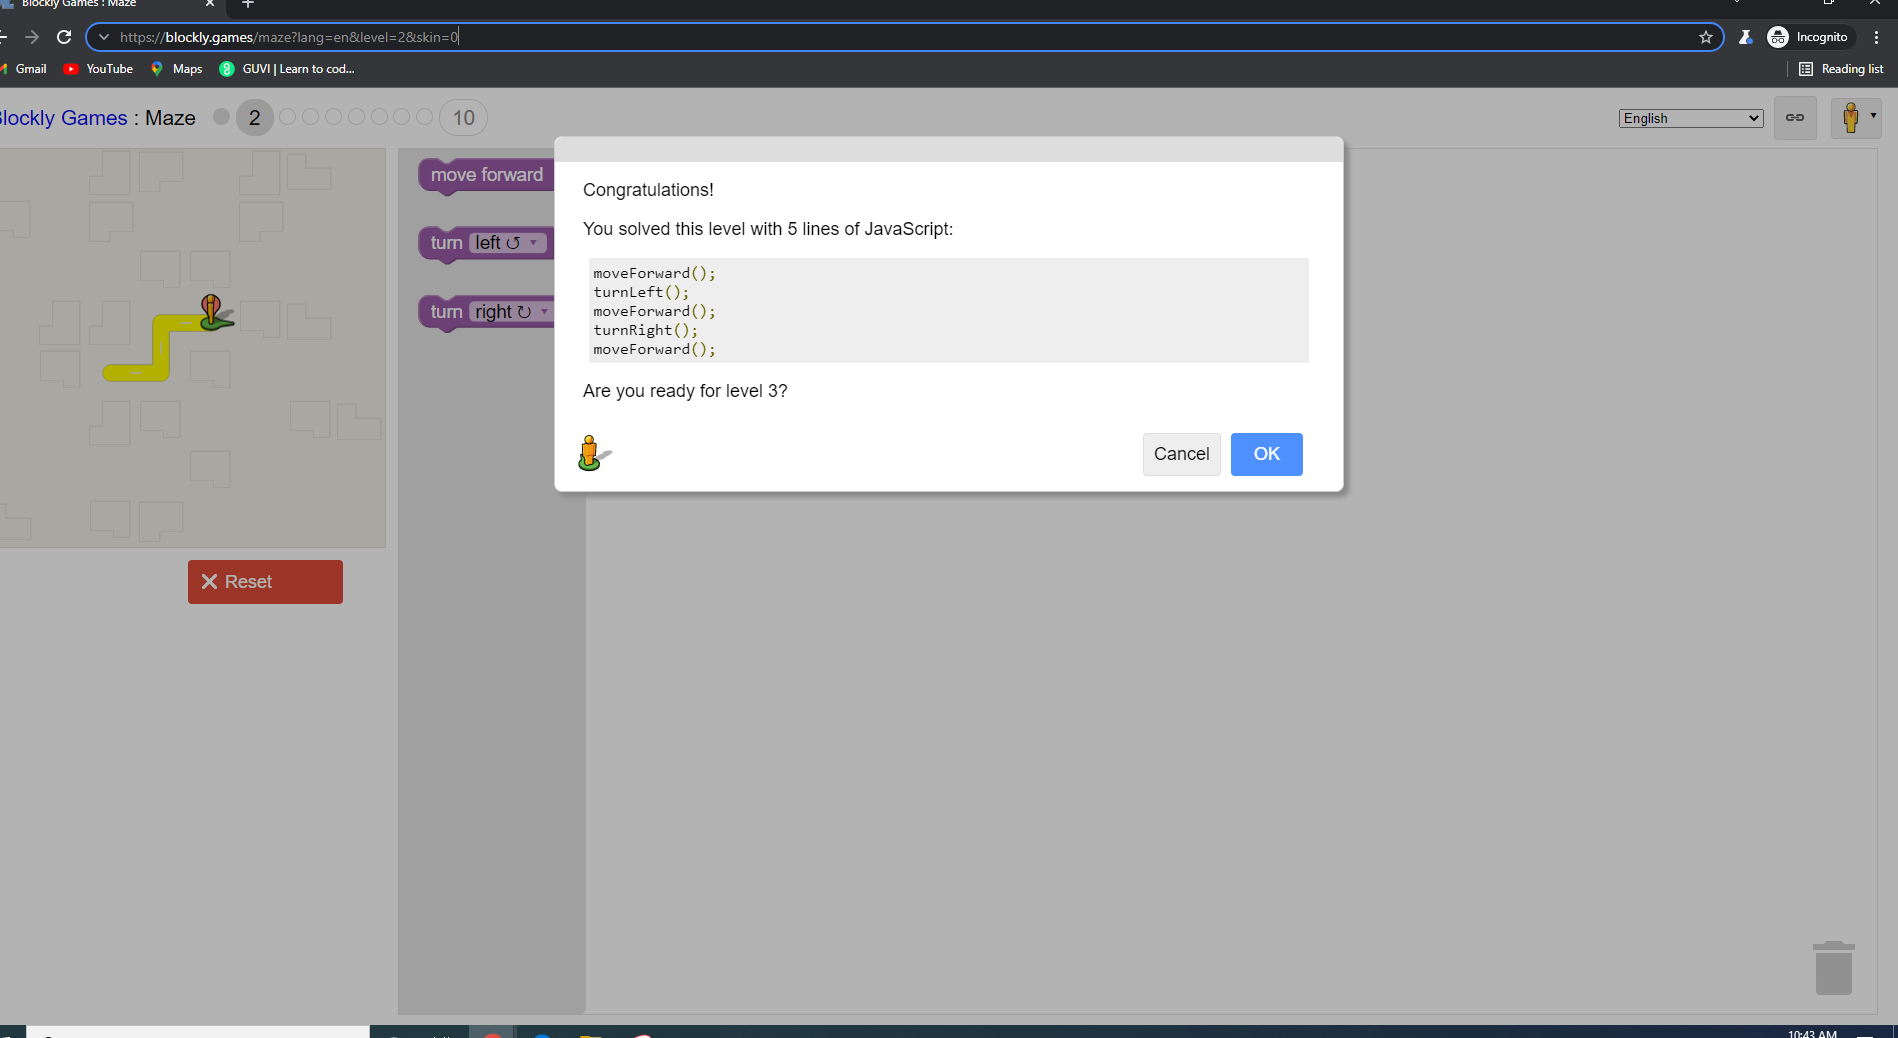 Blockly Games : Maze
https://blockly.games/maze?lang=en&level=2&skin=0
Incognito
Gmail
YouTube
Maps
GUVI | Learn to cod...
Reading list
lockly Games : Maze
2
10
English
move forward
turn left ↺
turn right ↻
Congratulations!
You solved this level with 5 lines of JavaScript:
moveForward();
turnLeft();
moveForward();
turnRight();
moveForward();
Are you ready for level 3?
Cancel
OK
Reset
10:43 AM